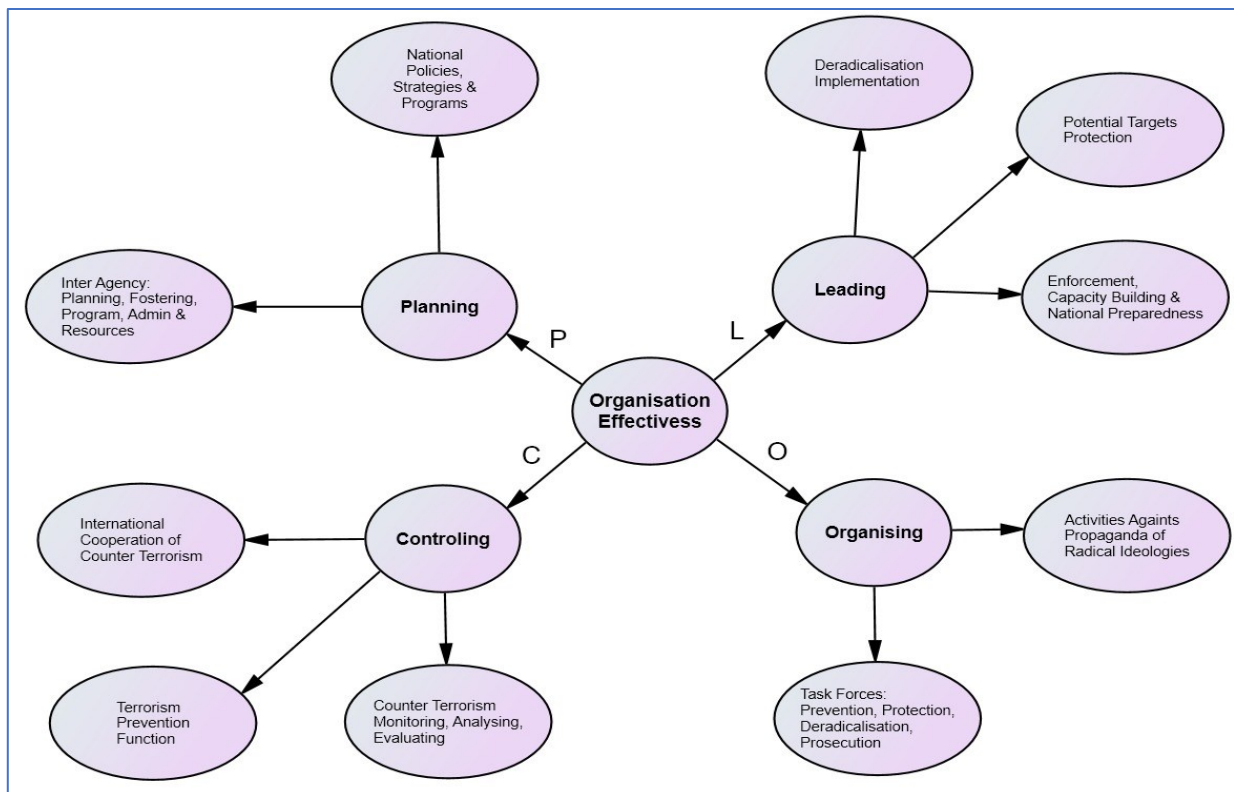 National
Policies,
Strategies &
Programs
Deradicalisation
Implementation
Potential Targets
Protection
Inter Agency:
Planning, Fostering,
Program, Admin &
Resources
Planning
Leading
Enforcement,
Capacity Building &
National Preparedness
P
L
Organisation
Effectivess
C
O
International
Cooperation of
Counter Terrorism
Controling
Organising
Activities Againts
Propaganda of
Radical Ideologies
Terrorism
Prevention
Function
Counter Terrorism
Monitoring, Analysing,
Evaluating
Task Forces:
Prevention, Protection,
Deradicalisation,
Prosecution